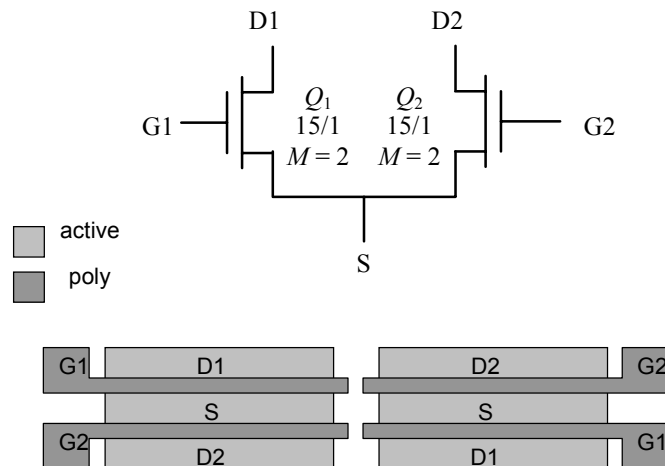 D1 D2
G1 Q₁ Q₂ G2
15/1 15/1
M = 2 M = 2
S
active
poly
G1 D1 D2 G2
S S
G2 D2 D1 G1